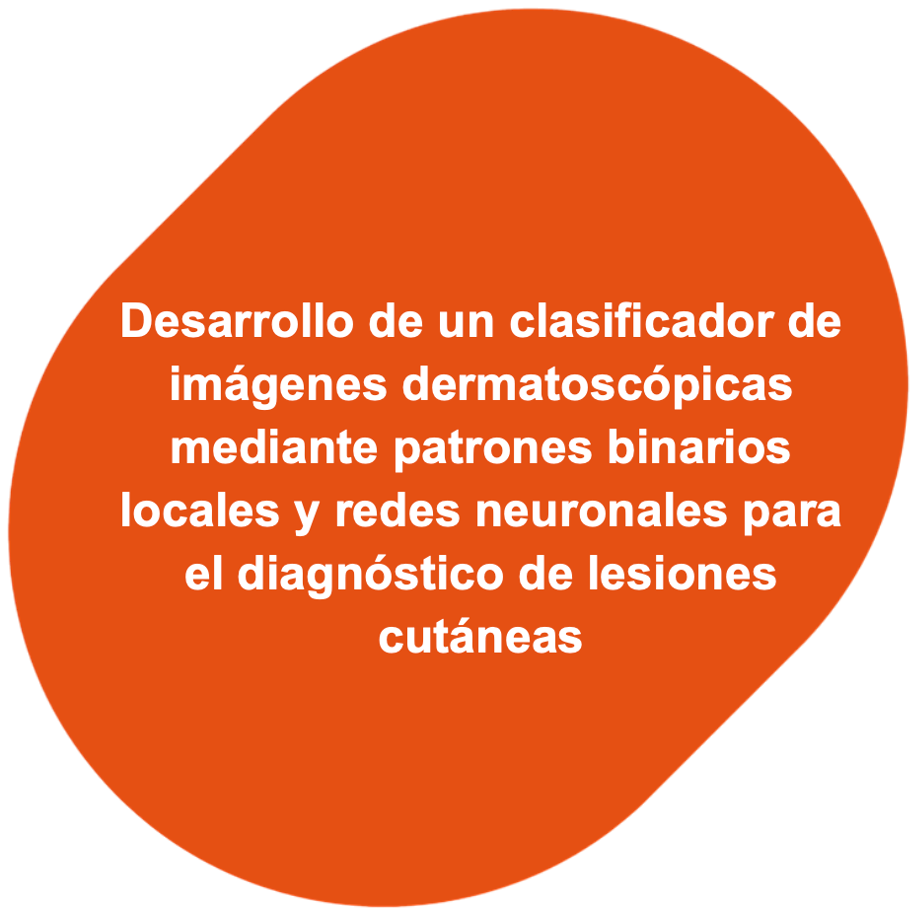 Desarrollo de un clasificador de
imágenes dermatoscópicas
mediante patrones binarios
locales y redes neuronales para
el diagnóstico de lesiones
cutáneas